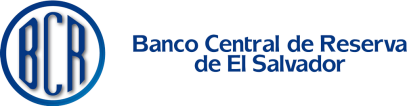 BCR
Banco Central de Reserva
de El Salvador